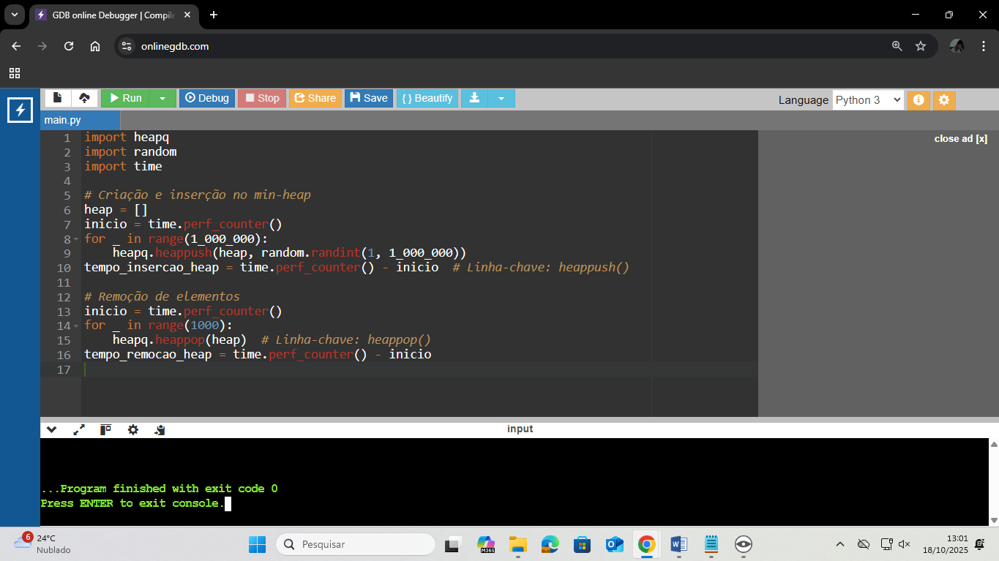 GDB online Debugger | Compile
onlinegdb.com
Run
Debug
Stop
Share
Save
{ } Beautify
Language
Python 3
main.py
close ad [x]
1 import heapq
2 import random
3 import time
4
5 # Criação e inserção no min-heap
6 heap = []
7 inicio = time.perf_counter()
8 for _ in range(1_000_000):
9     heapq.heappush(heap, random.randint(1, 1_000_000))
10 tempo_insercao_heap = time.perf_counter() - inicio  # Linha-chave: heappush()
11
12 # Remoção de elementos
13 inicio = time.perf_counter()
14 for _ in range(1000):
15     heapq.heappop(heap)  # Linha-chave: heappop()
16 tempo_remocao_heap = time.perf_counter() - inicio
17
input
...Program finished with exit code 0
Press ENTER to exit console.
6
24°C
Nublado
Pesquisar
M365
13:01
18/10/2025